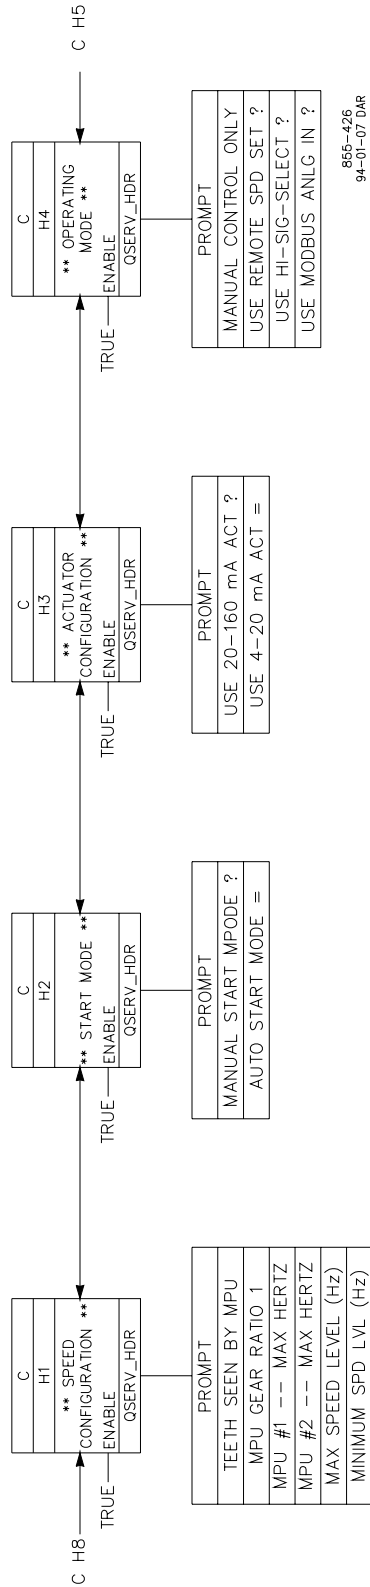 C H8
C
H1
** SPEED
CONFIGURATION **
TRUE
ENABLE
QSERV_HDR
PROMPT
TEETH SEEN BY MPU
MPU GEAR RATIO 1
MPU #1 -- MAX HERTZ
MPU #2 -- MAX HERTZ
MAX SPEED LEVEL (Hz)
MINIMUM SPD LVL (Hz)
C
H2
** START MODE **
TRUE
ENABLE
QSERV_HDR
PROMPT
MANUAL START MPODE ?
AUTO START MODE =
C
H3
** ACTUATOR
CONFIGURATION **
TRUE
ENABLE
QSERV_HDR
PROMPT
USE 20-160 mA ACT ?
USE 4-20 mA ACT =
C
H4
** OPERATING
MODE **
TRUE
ENABLE
QSERV_HDR
PROMPT
MANUAL CONTROL ONLY
USE REMOTE SPD SET ?
USE HI-SIG-SELECT ?
USE MODBUS ANLG IN ?
C H5
855-426
94-01-07 DAR